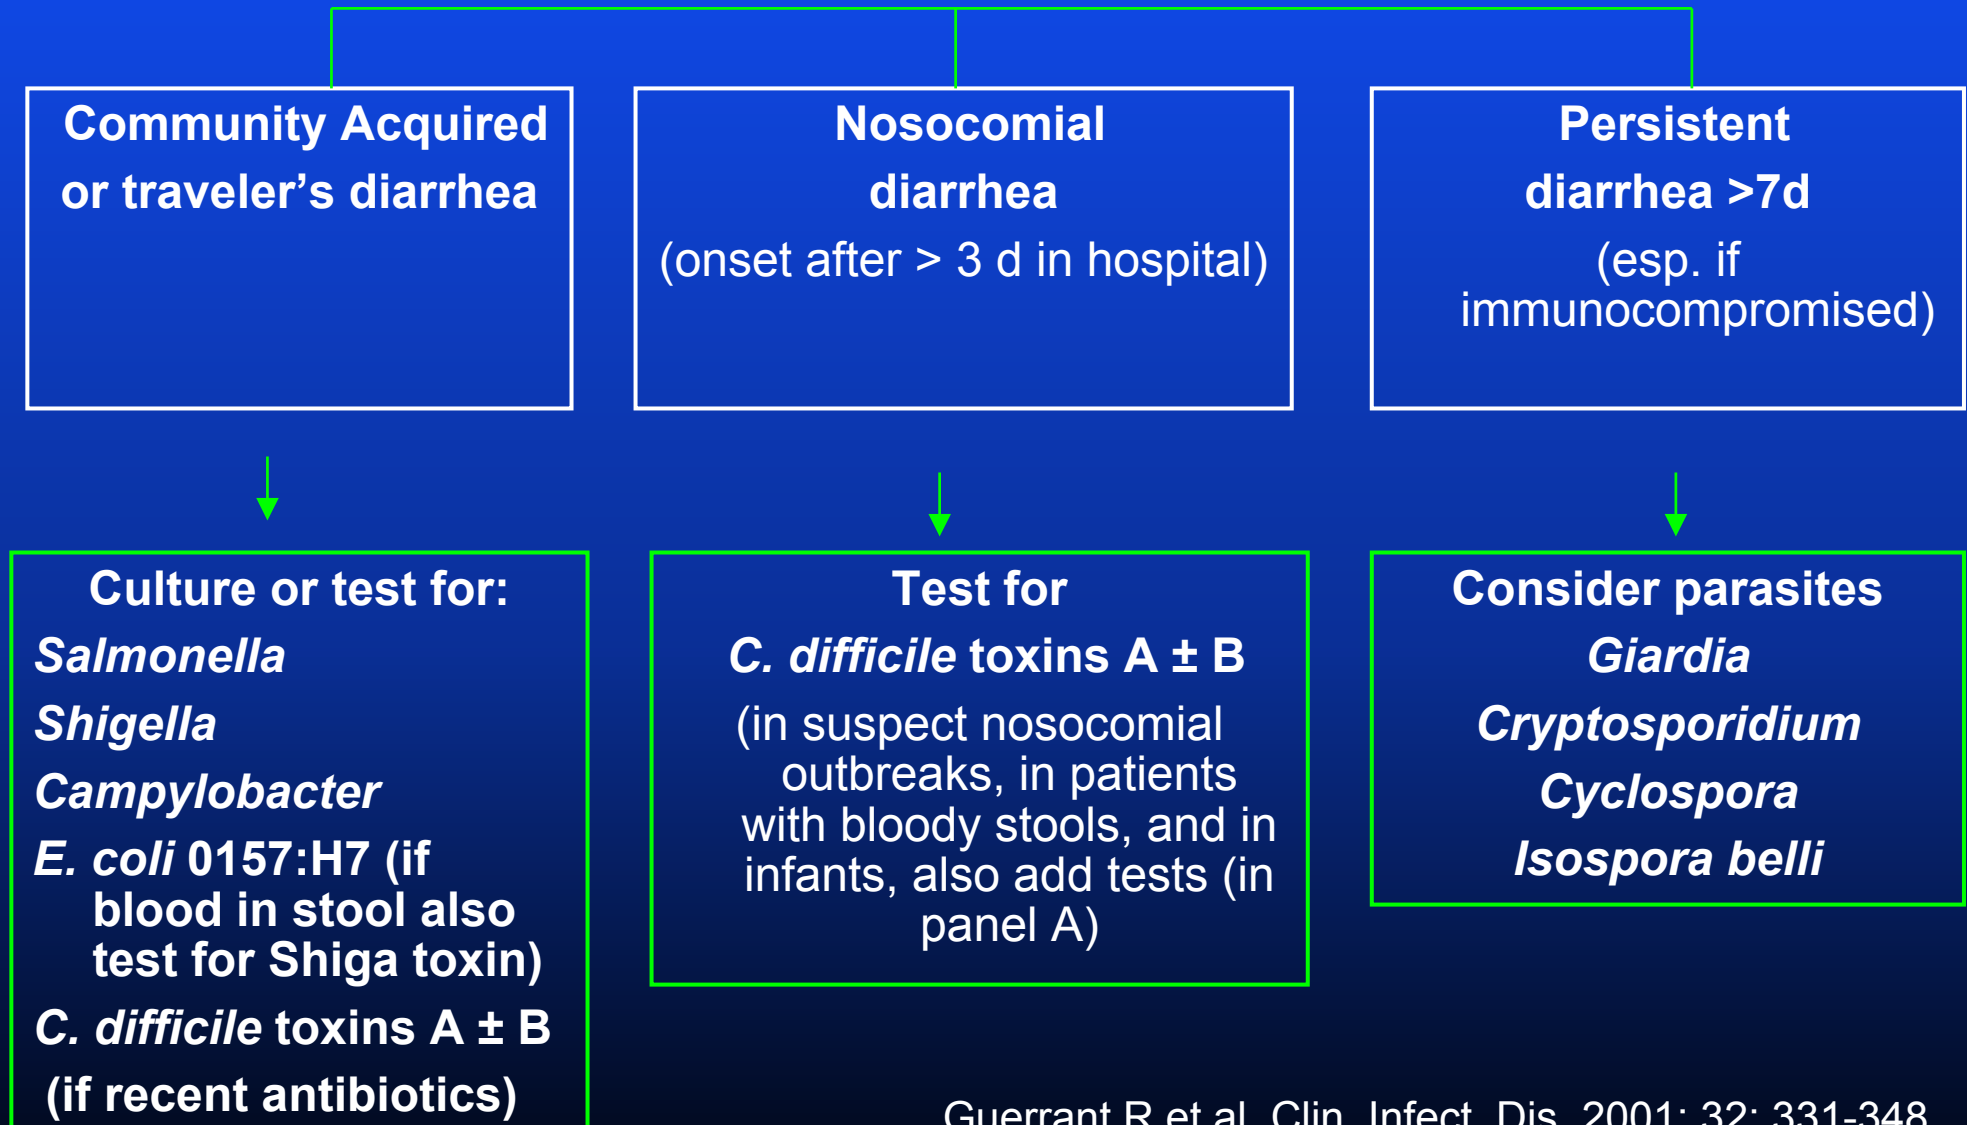 Community Acquired
or traveler’s diarrhea
Nosocomial
diarrhea
(onset after > 3 d in hospital)
Persistent
diarrhea >7d
(esp. if
immunocompromised)
Culture or test for:
Salmonella
Shigella
Campylobacter
E. coli 0157:H7 (if
blood in stool also
test for Shiga toxin)
C. difficile toxins A ± B
(if recent antibiotics)
Test for
C. difficile toxins A ± B
(in suspect nosocomial
outbreaks, in patients
with bloody stools, and in
infants, also add tests (in
panel A)
Consider parasites
Giardia
Cryptosporidium
Cyclospora
Isospora belli
Guerrant R et al. Clin. Infect. Dis. 2001: 32: 331-348